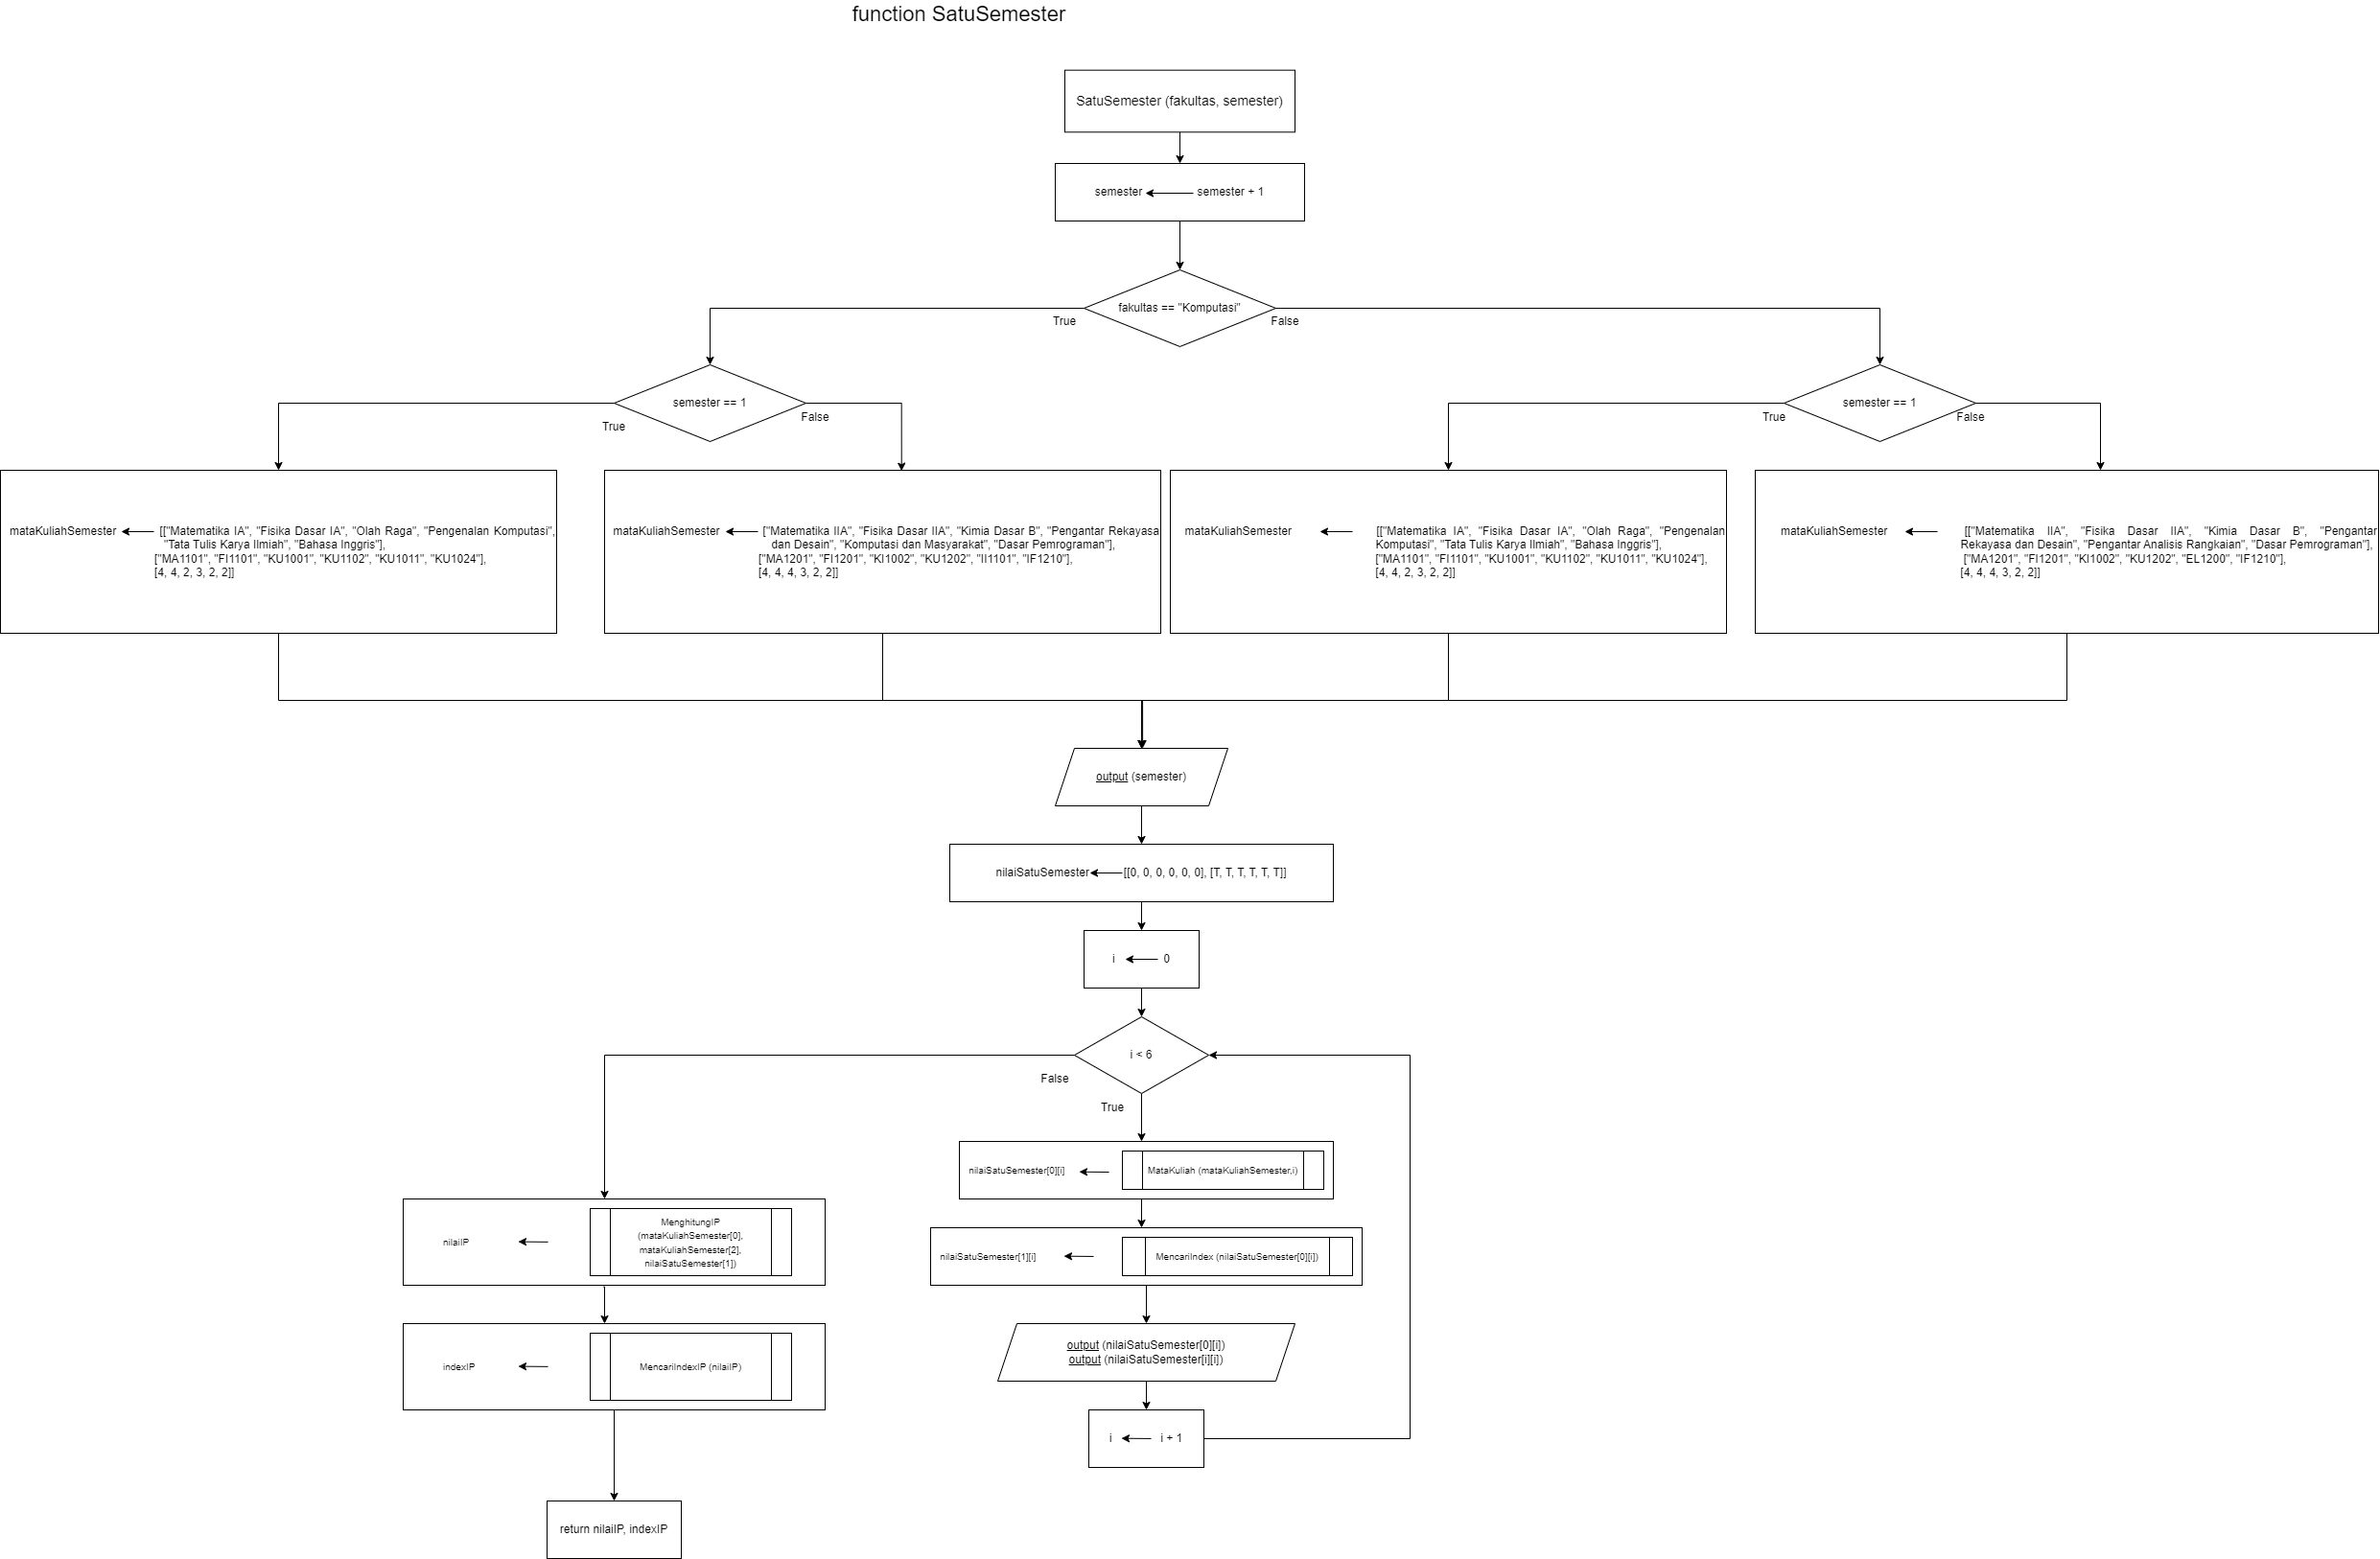 function SatuSemester
SatuSemester (fakultas, semester)
semester
semester + 1
fakultas == "Komputasi"
True
False
semester == 1
True
False
semester == 1
True
False
mataKuliahSemester
[["Matematika IA", "Fisika Dasar IA", "Olah Raga", "Pengenalan Komputasi",
"Tata Tulis Karya Ilmiah", "Bahasa Inggris"],
["MA1101", "FI1101", "KU1001", "KU1102", "KU1011", "KU1024"],
[4, 4, 2, 3, 2, 2]]
mataKuliahSemester
["Matematika IIA", "Fisika Dasar IIA", "Kimia Dasar B", "Pengantar Rekayasa
dan Desain", "Komputasi dan Masyarakat", "Dasar Pemrograman"],
["MA1201", "FI1201", "KI1002", "KU1202", "II1101", "IF1210"],
[4, 4, 4, 3, 2, 2]]
mataKuliahSemester
[["Matematika IA", "Fisika Dasar IA", "Olah Raga", "Pengenalan
Komputasi", "Tata Tulis Karya Ilmiah", "Bahasa Inggris"],
["MA1101", "FI1101", "KU1001", "KU1102", "KU1011", "KU1024"],
[4, 4, 2, 3, 2, 2]]
mataKuliahSemester
[["Matematika IIA", "Fisika Dasar IIA", "Kimia Dasar B", "Pengantar
Rekayasa dan Desain", "Pengantar Analisis Rangkaian", "Dasar Pemrograman"],
["MA1201", "FI1201", "KI1002", "KU1202", "EL1200", "IF1210"],
[4, 4, 4, 3, 2, 2]]
output (semester)
nilaiSatuSemester
[[0, 0, 0, 0, 0, 0], [T, T, T, T, T, T]]
i
0
i < 6
False
True
nilaiSatuSemester[0][i]
MataKuliah (mataKuliahSemester,i)
nilaiSatuSemester[1][i]
MencariIndex (nilaiSatuSemester[0][i])
output (nilaiSatuSemester[0][i])
output (nilaiSatuSemester[i][i])
i
i + 1
nilaiIP
MenghitungIP
(mataKuliahSemester[0],
mataKuliahSemester[2],
nilaiSatuSemester[1])
indexIP
MencariIndexIP (nilaiIP)
return nilaiIP, indexIP